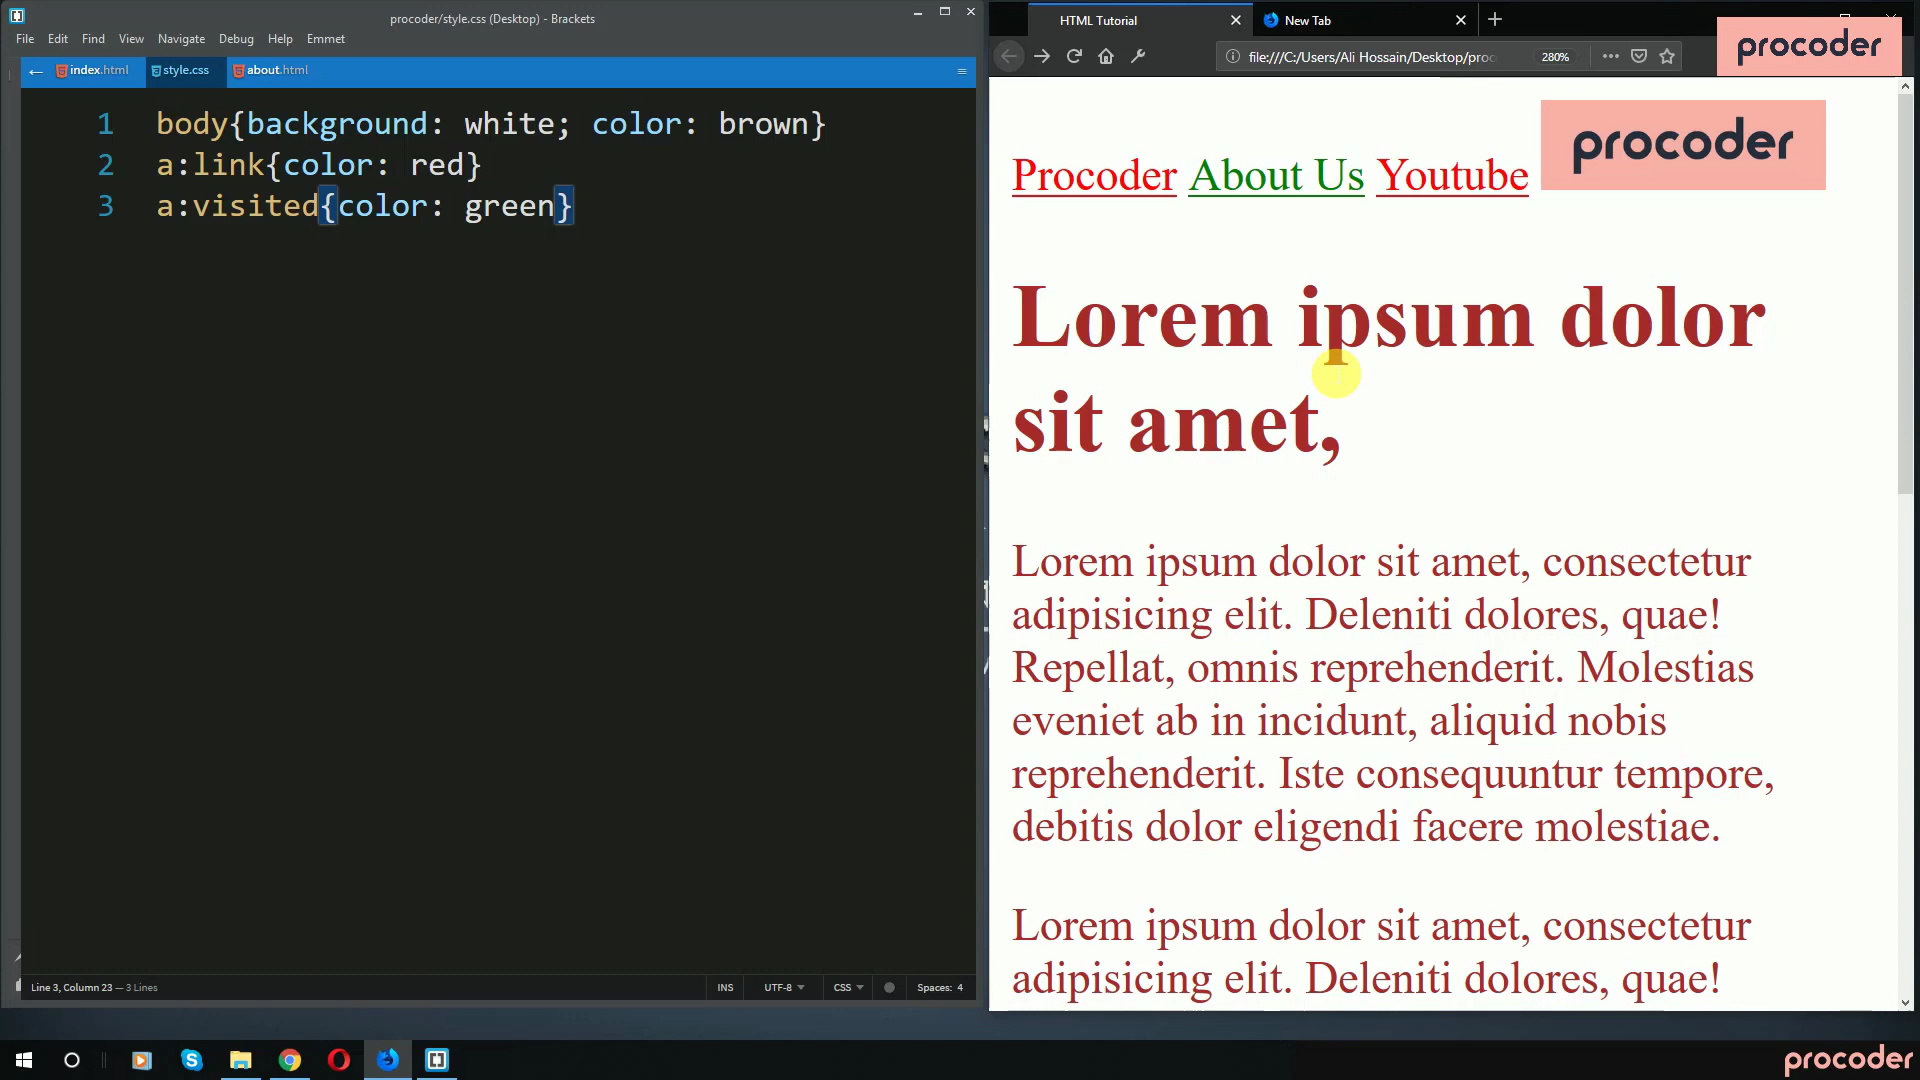 procoder/style.css (Desktop) - Brackets
File Edit Find View Navigate Debug Help Emmet
index.html style.css about.html
1 body{background: white; color: brown}
2 a:link{color: red}
3 a:visited{color: green}
Line 3, Column 23 — 3 Lines
INS UTF-8 CSS Spaces: 4
HTML Tutorial New Tab
file:///C:/Users/Ali Hossain/Desktop/proc 280%
procoder
procoder
Procoder About Us Youtube
Lorem ipsum dolor
sit amet,
Lorem ipsum dolor sit amet, consectetur
adipisicing elit. Deleniti dolores, quae!
Repellat, omnis reprehenderit. Molestias
eveniet ab in incidunt, aliquid nobis
reprehenderit. Iste consequuntur tempore,
debitis dolor eligendi facere molestiae.
Lorem ipsum dolor sit amet, consectetur
adipisicing elit. Deleniti dolores, quae!
procoder